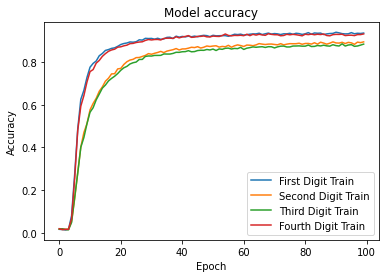 Model accuracy
Accuracy
0.8
0.6
0.4
0.2
0.0
0
20
40
60
80
100
Epoch
First Digit Train
Second Digit Train
Third Digit Train
Fourth Digit Train